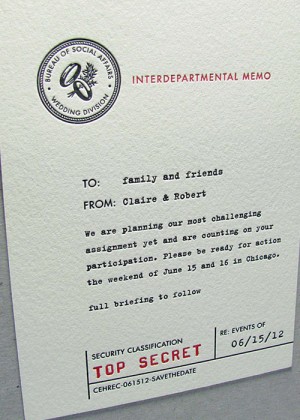 BUREAU OF SOCIAL AFFAIRS
WEDDING DIVISION
INTERDEPARTMENTAL MEMO
TO: family and friends
FROM: Claire & Robert
We are planning our most challenging
assignment yet and are counting on your
participation. Please be ready for action
the weekend of June 15 and 16 in Chicago.
full briefing to follow
SECURITY CLASSIFICATION
TOP SECRET
CEHREC-061512-SAVETHEDATE
RE: EVENTS OF
06/15/12